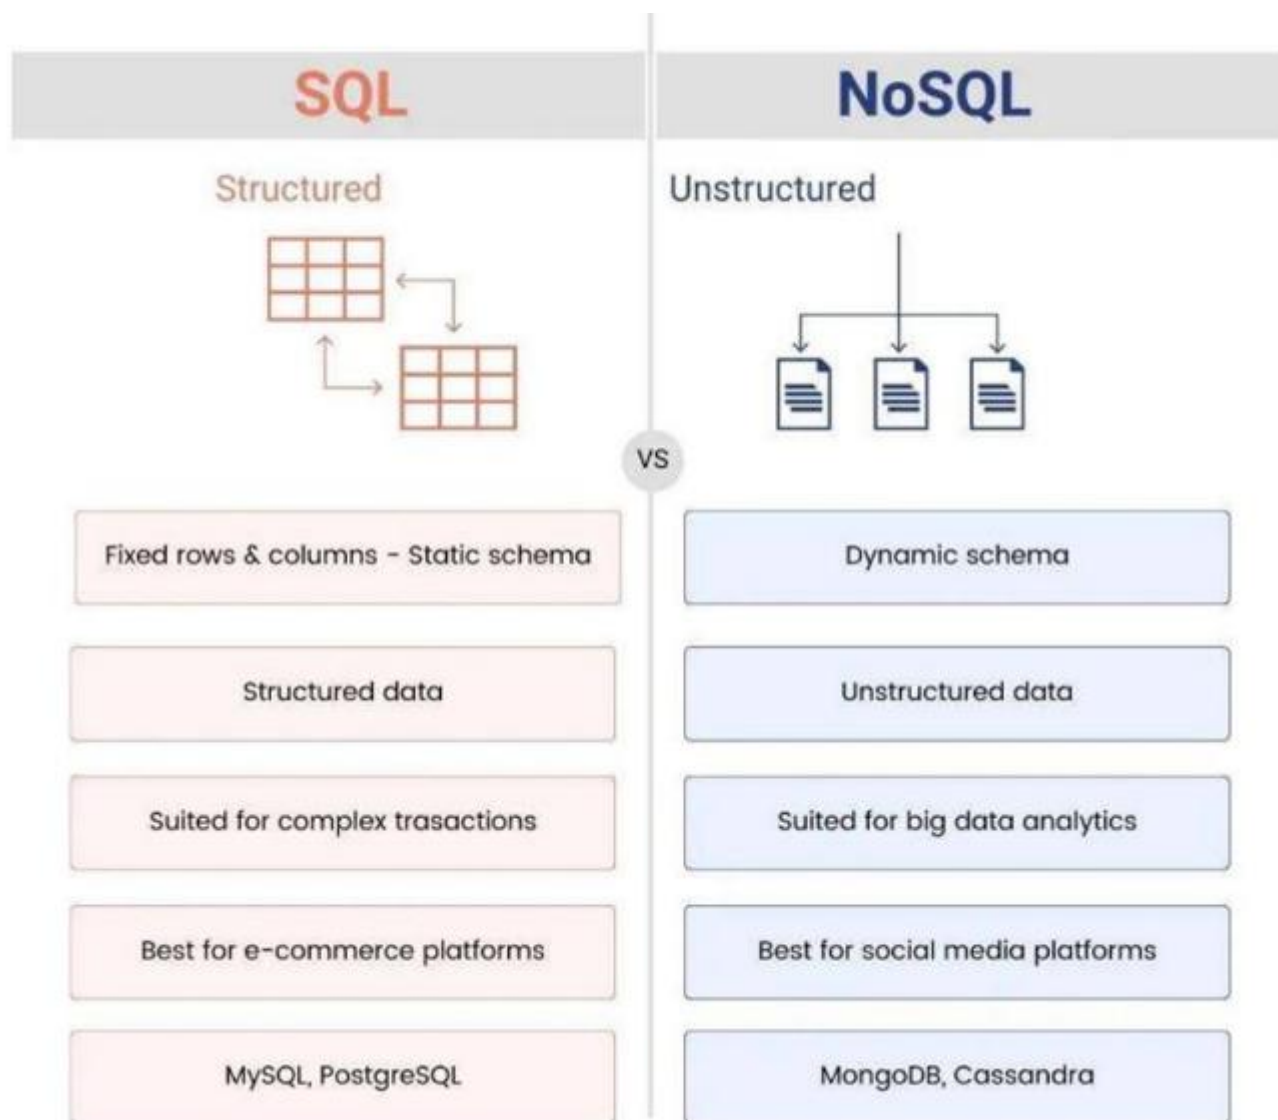 SQL
NoSQL
Structured
Unstructured
VS
Fixed rows & columns - Static schema
Dynamic schema
Structured data
Unstructured data
Suited for complex trasactions
Suited for big data analytics
Best for e-commerce platforms
Best for social media platforms
MySQL, PostgreSQL
MongoDB, Cassandra